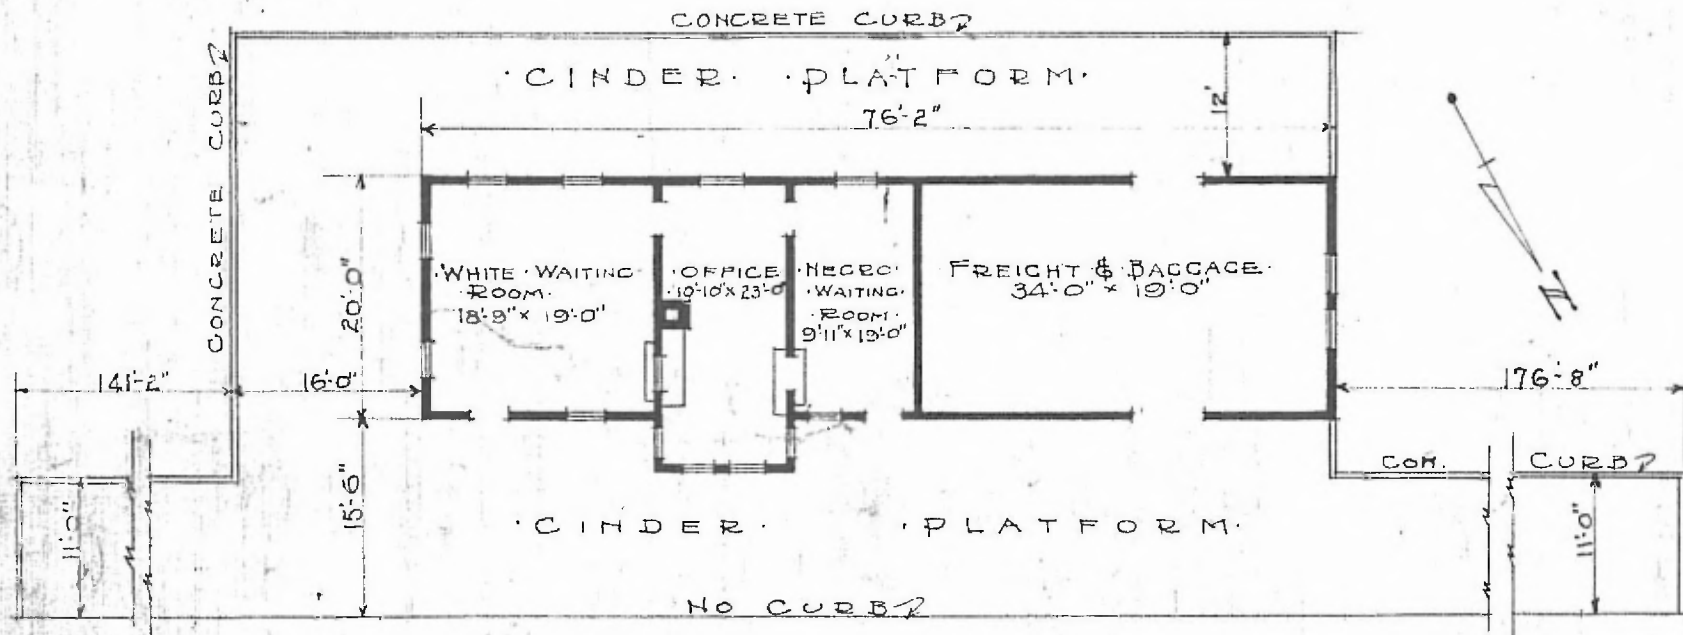 CONCRETE CURB
CONCRETE CURB
·CINDER· ·PLATFORM·
76'-2"
12'
20'-0"
·WHITE·WAITING·
·ROOM·
18'-9" × 19'-0"
·OFFICE·
10'-10" × 23'-0"
·NEGRO·
·WAITING·
·ROOM·
9'-11" × 19'-0"
FREIGHT & BAGGAGE·
34'-0" × 19'-0"
N
141'-2"
16'-0"
176'-8"
CON. CURB
11'-0"
15'-6"
·CINDER· ·PLATFORM·
11'-0"
NO CURB